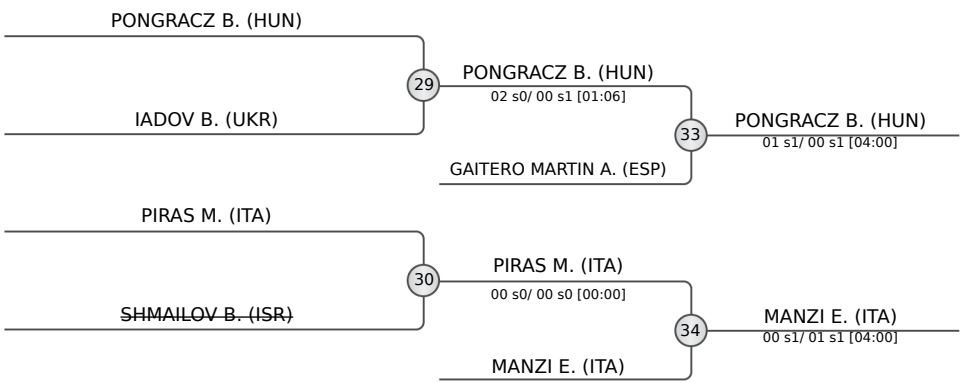 PONGRACZ B. (HUN)
29
PONGRACZ B. (HUN)
02 s0/ 00 s1 [01:06]
IADOV B. (UKR)
33
PONGRACZ B. (HUN)
01 s1/ 00 s1 [04:00]
GAITERO MARTIN A. (ESP)
PIRAS M. (ITA)
30
PIRAS M. (ITA)
00 s0/ 00 s0 [00:00]
SHMAILOV B. (ISR)
34
MANZI E. (ITA)
00 s1/ 01 s1 [04:00]
MANZI E. (ITA)